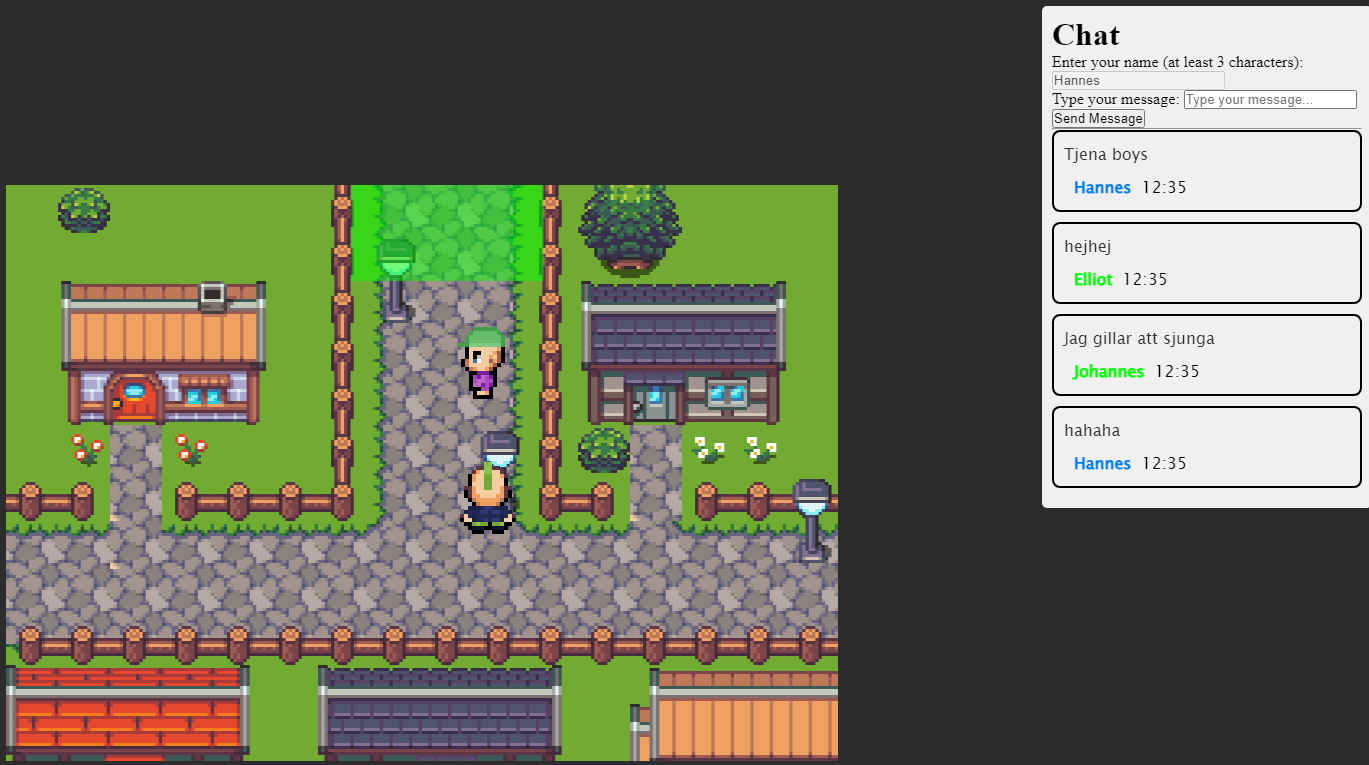 Chat
Enter your name (at least 3 characters):
Hannes
Type your message: Type your message...
Send Message
Tjena boys
Hannes 12:35
hejhej
Elliot 12:35
Jag gillar att sjunga
Johannes 12:35
hahaha
Hannes 12:35